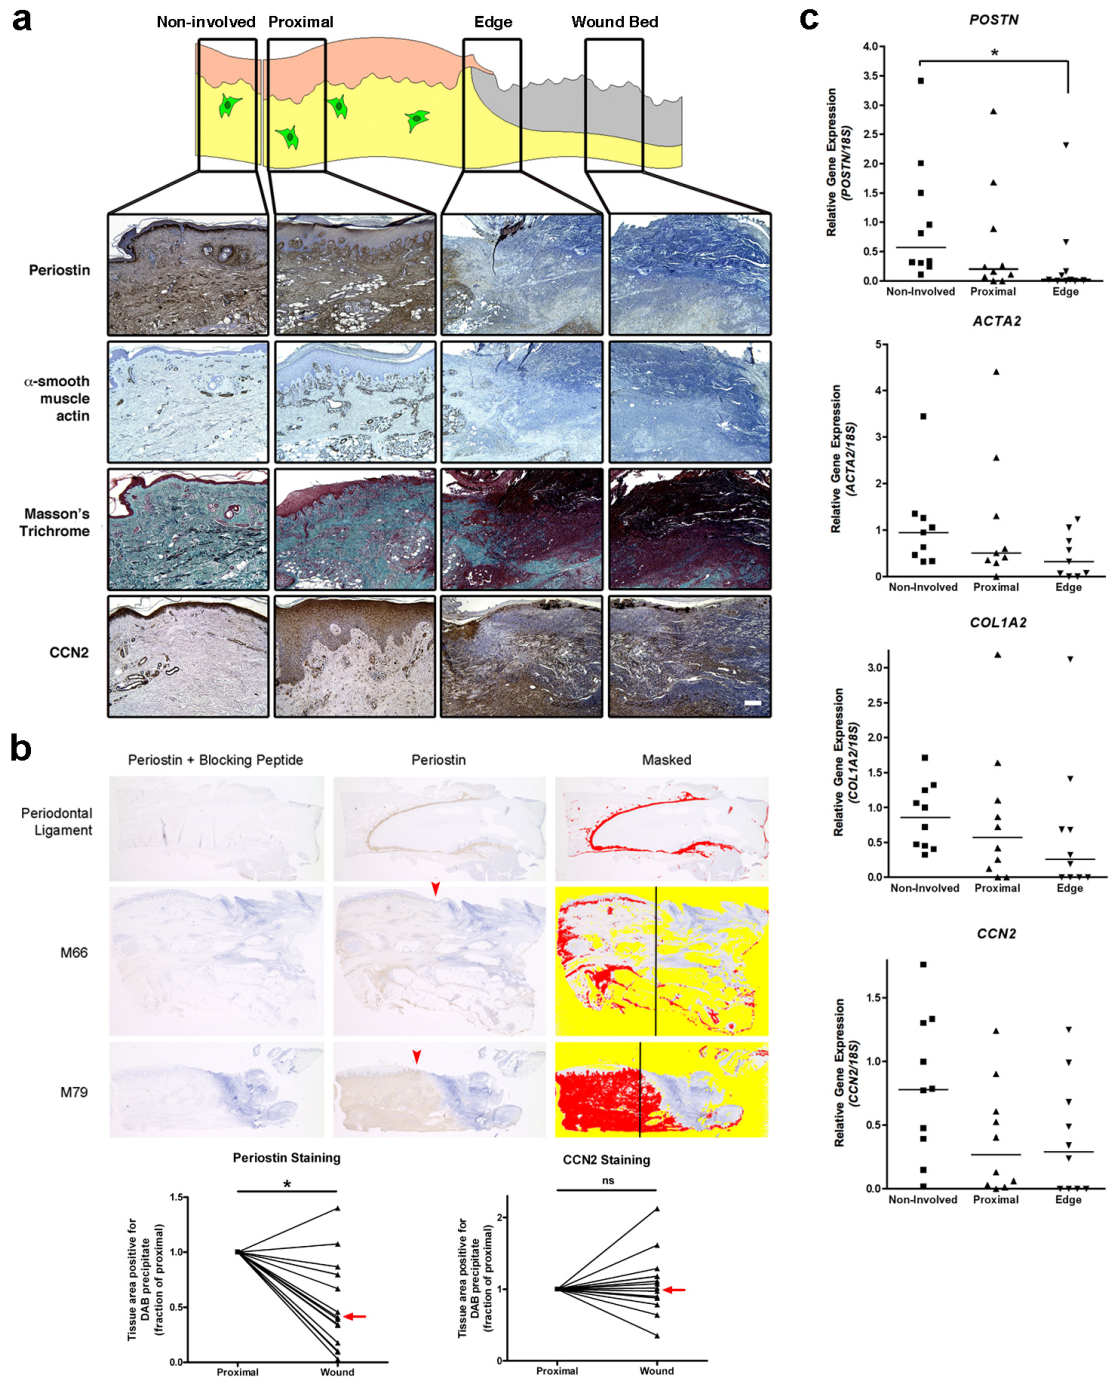 a
Non-involved Proximal Edge Wound Bed
Periostin
α-smooth
muscle
actin
Masson's
Trichrome
CCN2
b
Periostin + Blocking Peptide Periostin Masked
Periodontal
Ligament
M66
M79
Periostin Staining
*
Tissue area positive for
DAB precipitate
(fraction of proximal)
1.5
1.0
0.5
0.0
Proximal Wound
CCN2 Staining
ns
Tissue area positive for
DAB precipitate
(fraction of proximal)
2
1
0
Proximal Wound
c
POSTN
*
Relative Gene Expression
(POSTN/18S)
4.0
3.5
3.0
2.5
2.0
1.5
1.0
0.5
0.0
Non-Involved Proximal Edge
ACTA2
Relative Gene Expression
(ACTA2/18S)
5
4
3
2
1
0
Non-Involved Proximal Edge
COL1A2
Relative Gene Expression
(COL1A2/18S)
3.0
2.5
2.0
1.5
1.0
0.5
0.0
Non-Involved Proximal Edge
CCN2
Relative Gene Expression
(CCN2/18S)
1.5
1.0
0.5
0.0
Non-Involved Proximal Edge